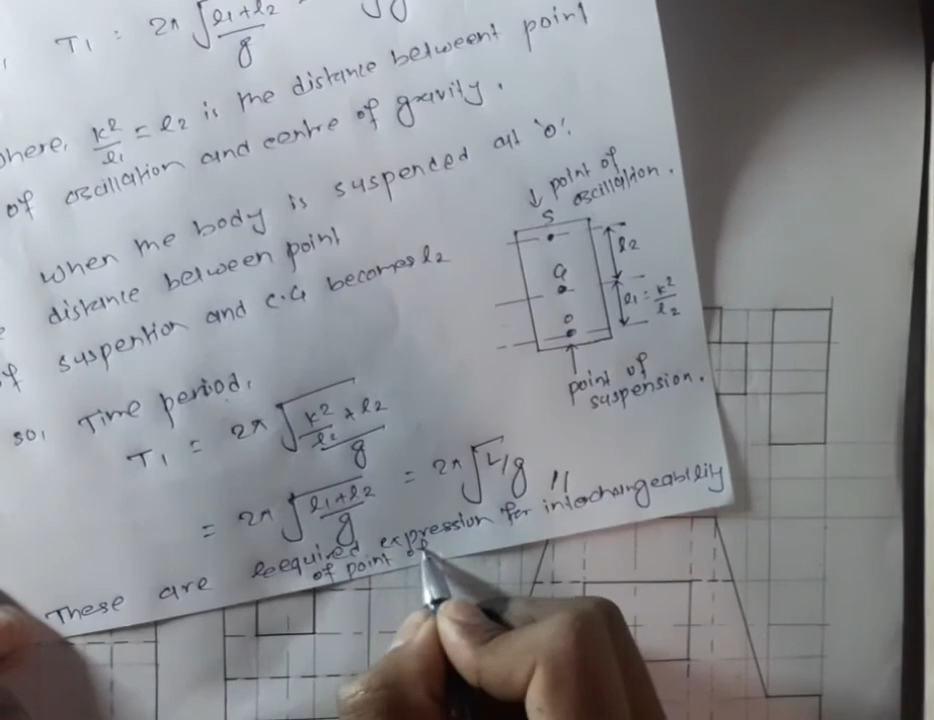 T1 = 2π √l1+l2/g
where, k²/l1 = l2 is the distance betweent point
of oscillation and centre of gravity.
when the body is suspended at 'o'.
distance between point
of suspention and C.G becomes l2
so, Time period,
T1 = 2π √k²/l2 + l2/g
= 2π √l1+l2/g = 2π √L/g //
These are required expression for interchangeability
of point of
↓ point of
oscillation.
S
l2
G
l1 = k²/l2
o
point of
suspension.